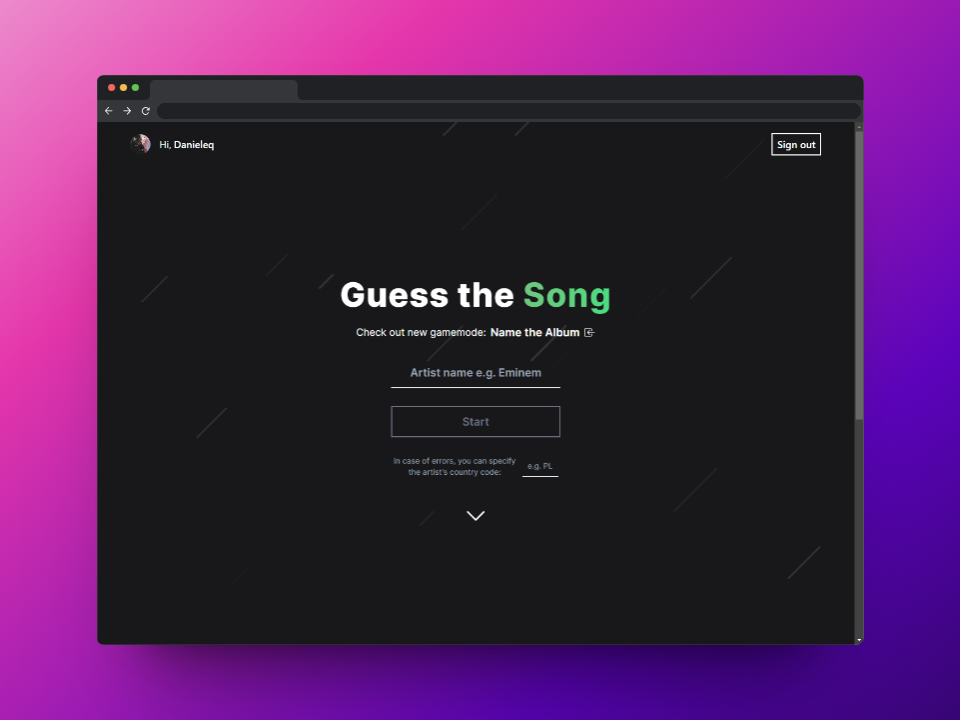 Hi, Danieleq
Sign out
Guess the Song
Check out new gamemode: Name the Album
Artist name e.g. Eminem
Start
In case of errors, you can specify
the artist's country code:
e.g. PL